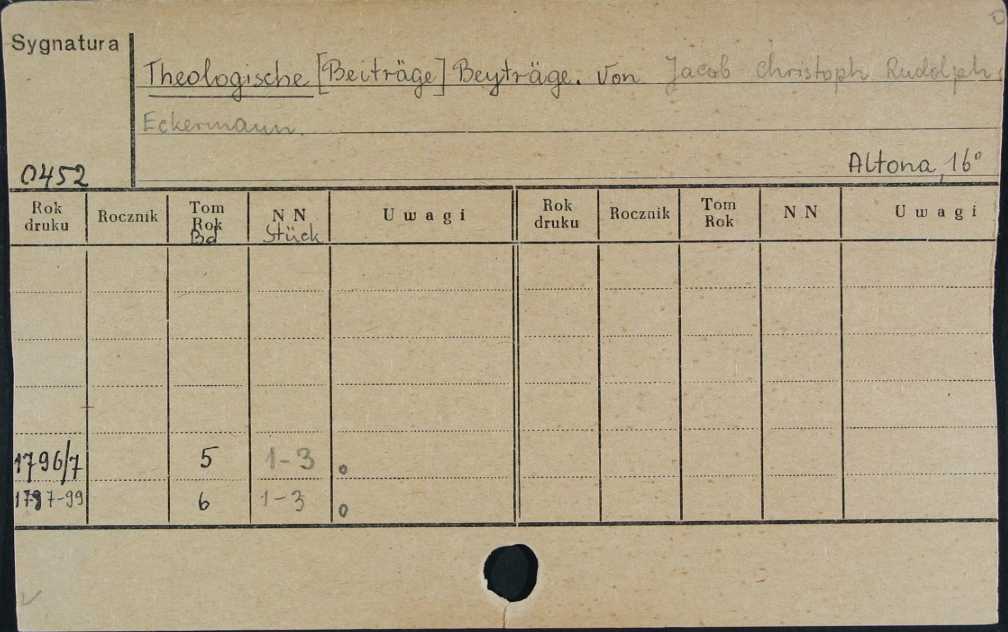 Sygnatura
Theologische [Beiträge] Beyträge. Von Jacob Christoph Rudolph
Eckermann.
0452
Altona, 16°
Rok druku Rocznik Tom Rok Bd N N Stück Uwagi Rok druku Rocznik Tom Rok N N Uwagi
1796/7 5 1-3 o
1797-99 6 1-3 o